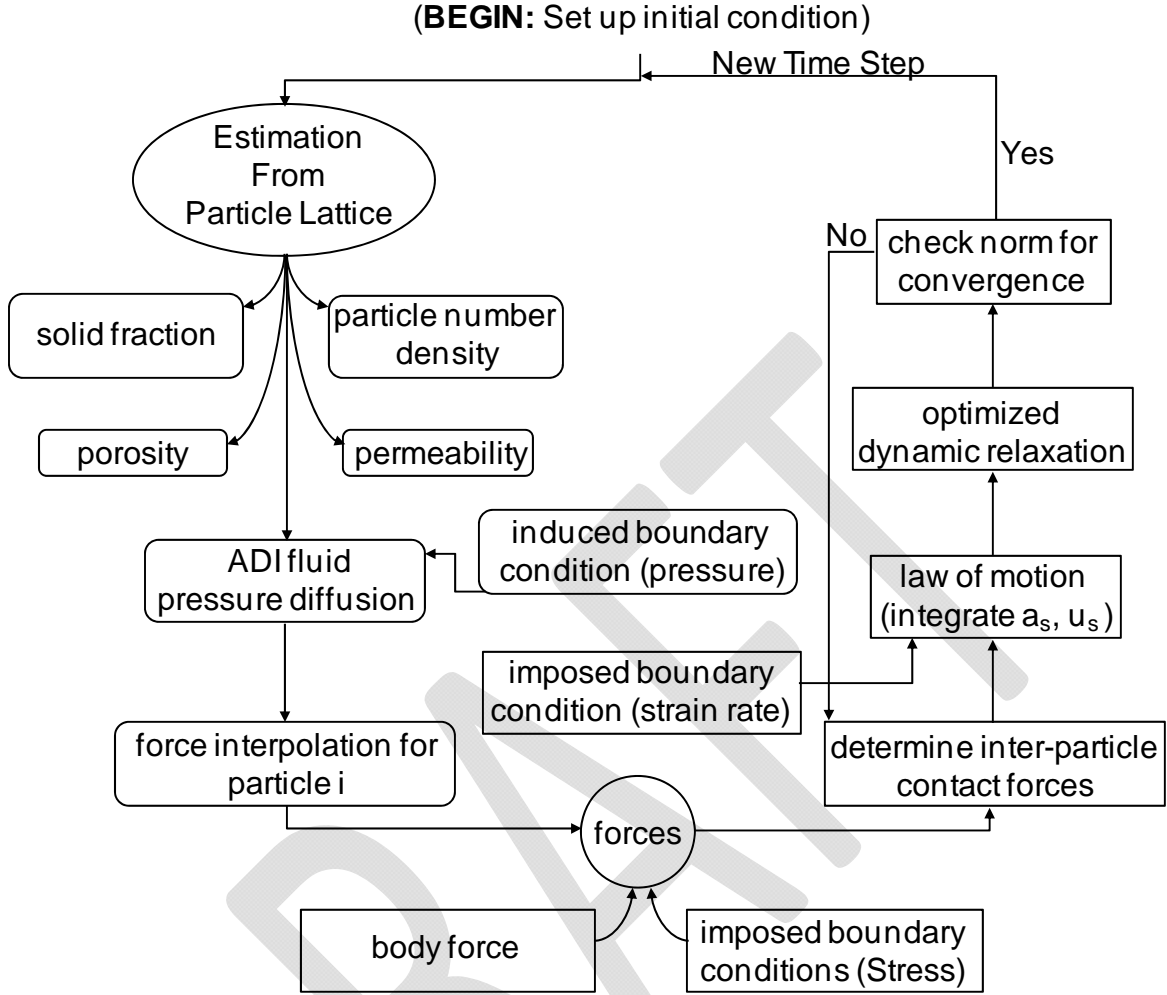 (BEGIN: Set up initial condition)
New Time Step
Estimation
From
Particle Lattice
Yes
No
check norm for
convergence
solid fraction
particle number
density
optimized
dynamic relaxation
porosity
permeability
induced boundary
condition (pressure)
ADI fluid
pressure diffusion
law of motion
(integrate aₛ, uₛ)
imposed boundary
condition (strain rate)
force interpolation for
particle i
determine inter-particle
contact forces
forces
body force
imposed boundary
conditions (Stress)
DRAFT